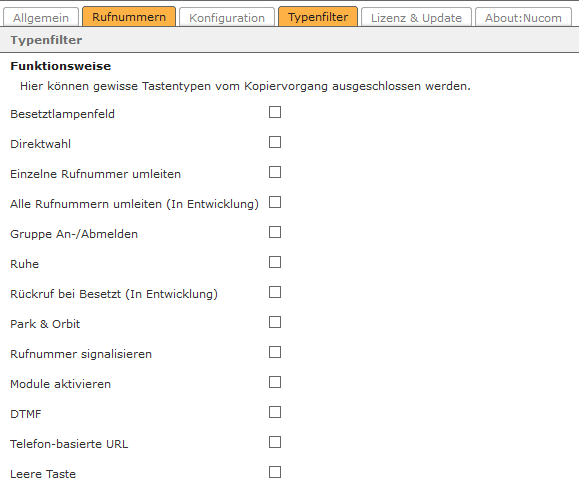 Allgemein Rufnummern Konfiguration Typenfilter Lizenz & Update About:Nucom
Typenfilter
Funktionsweise
Hier können gewisse Tastentypen vom Kopiervorgang ausgeschlossen werden.
Besetztlampenfeld
Direktwahl
Einzelne Rufnummer umleiten
Alle Rufnummern umleiten (In Entwicklung)
Gruppe An-/Abmelden
Ruhe
Rückruf bei Besetzt (In Entwicklung)
Park & Orbit
Rufnummer signalisieren
Module aktivieren
DTMF
Telefon-basierte URL
Leere Taste